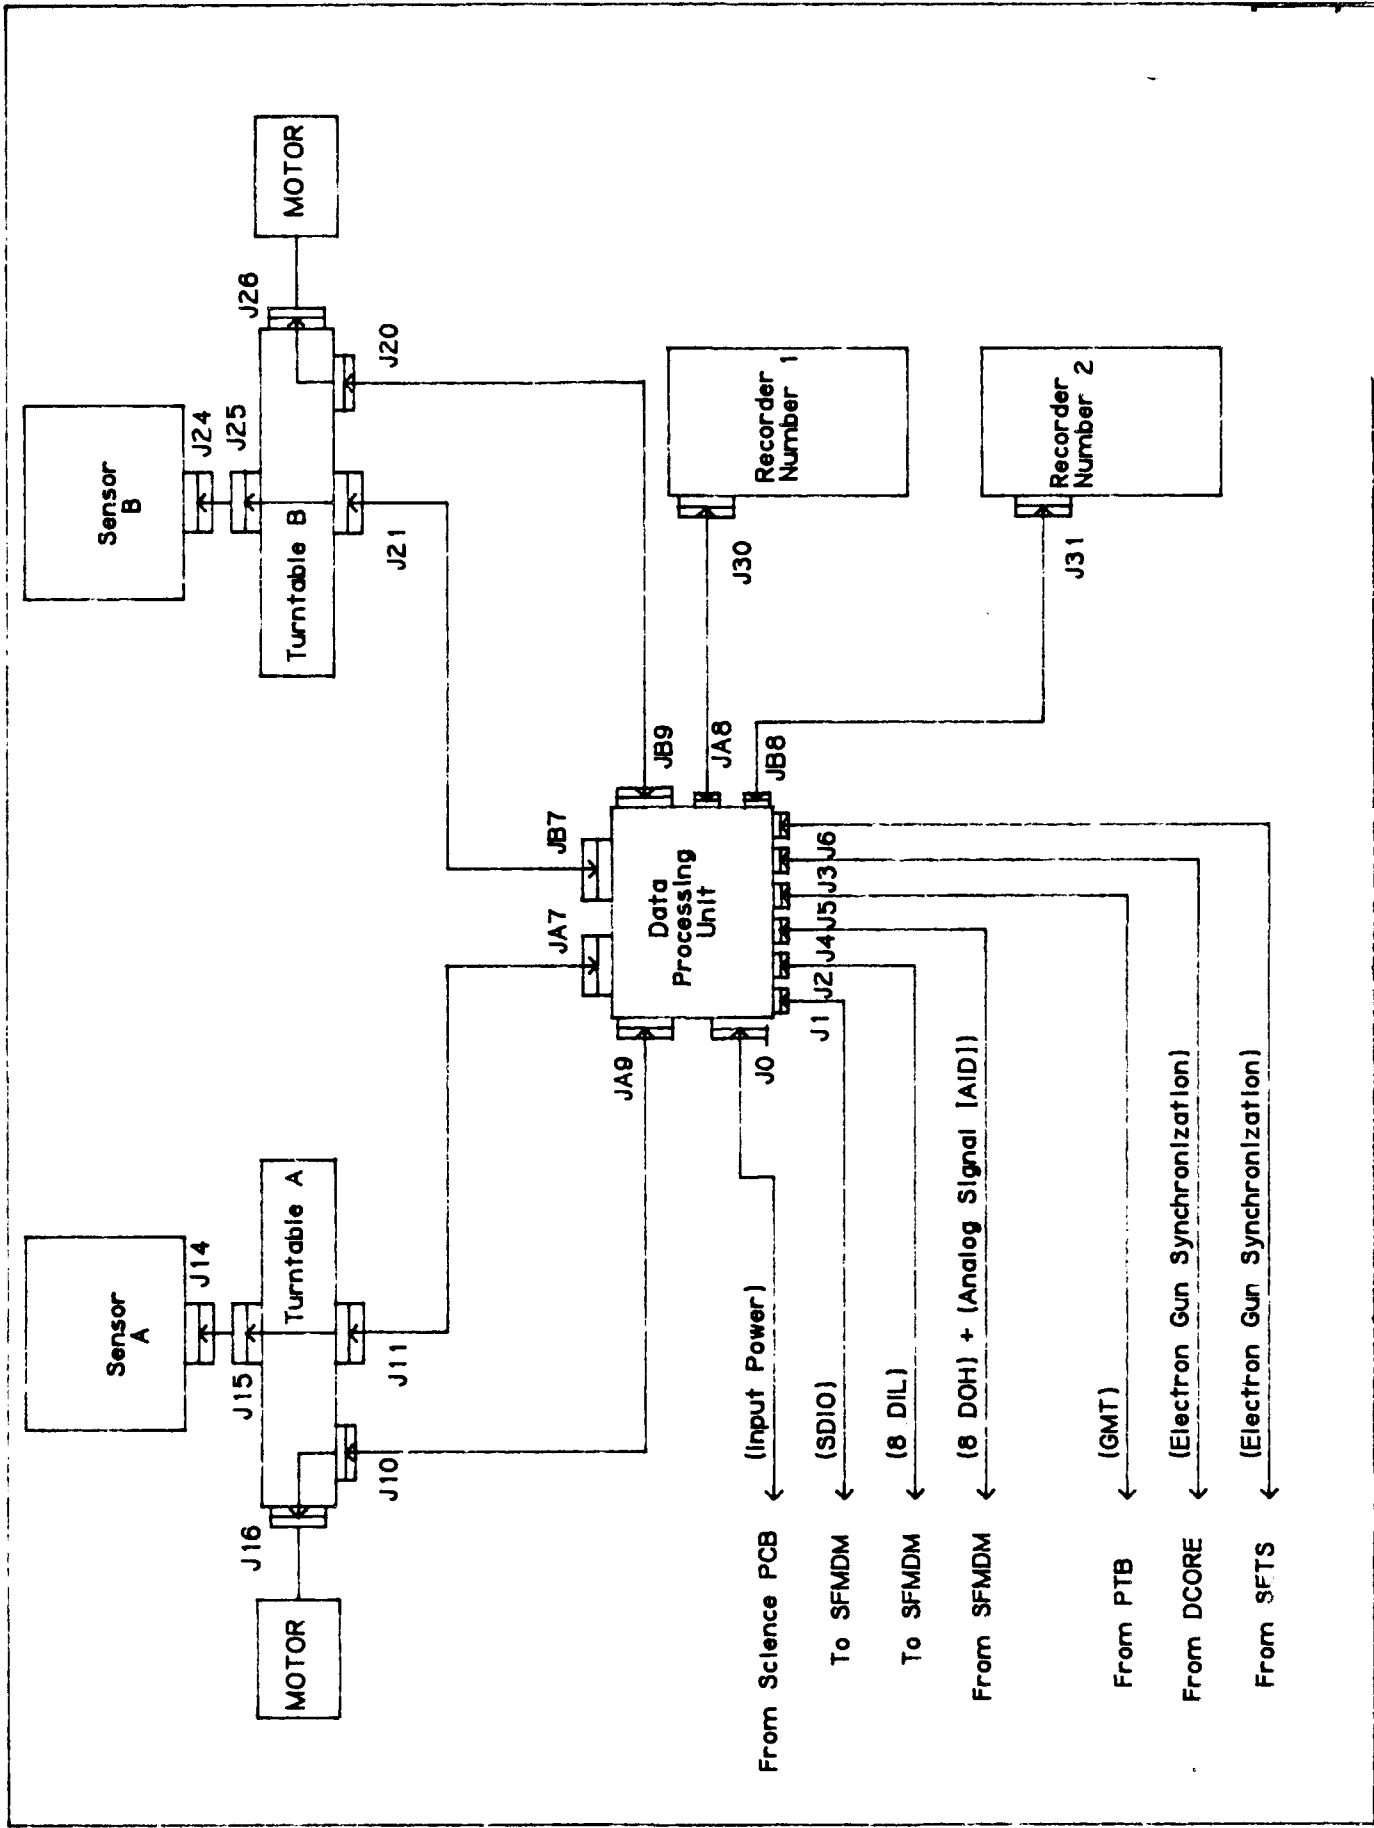 Sensor
A
Sensor
B
J14
J24
J15
J25
Turntable A
Turntable B
J16
J26
MOTOR
MOTOR
J10
J11
J21
J20
JA7
JB7
JA9
JB9
Data
Processing
Unit
JA8
JB8
J0
J1
J2
J4
J5
J3
J6
J30
Recorder
Number 1
J31
Recorder
Number 2
From Science PCB
(Input Power)
To SFMDM
(SDIO)
To SFMDM
(8 DIL)
From SFMDM
(8 DOH) + (Analog Signal [AID])
From PTB
(GMT)
From DCORE
(Electron Gun Synchronization)
From SFTS
(Electron Gun Synchronization)